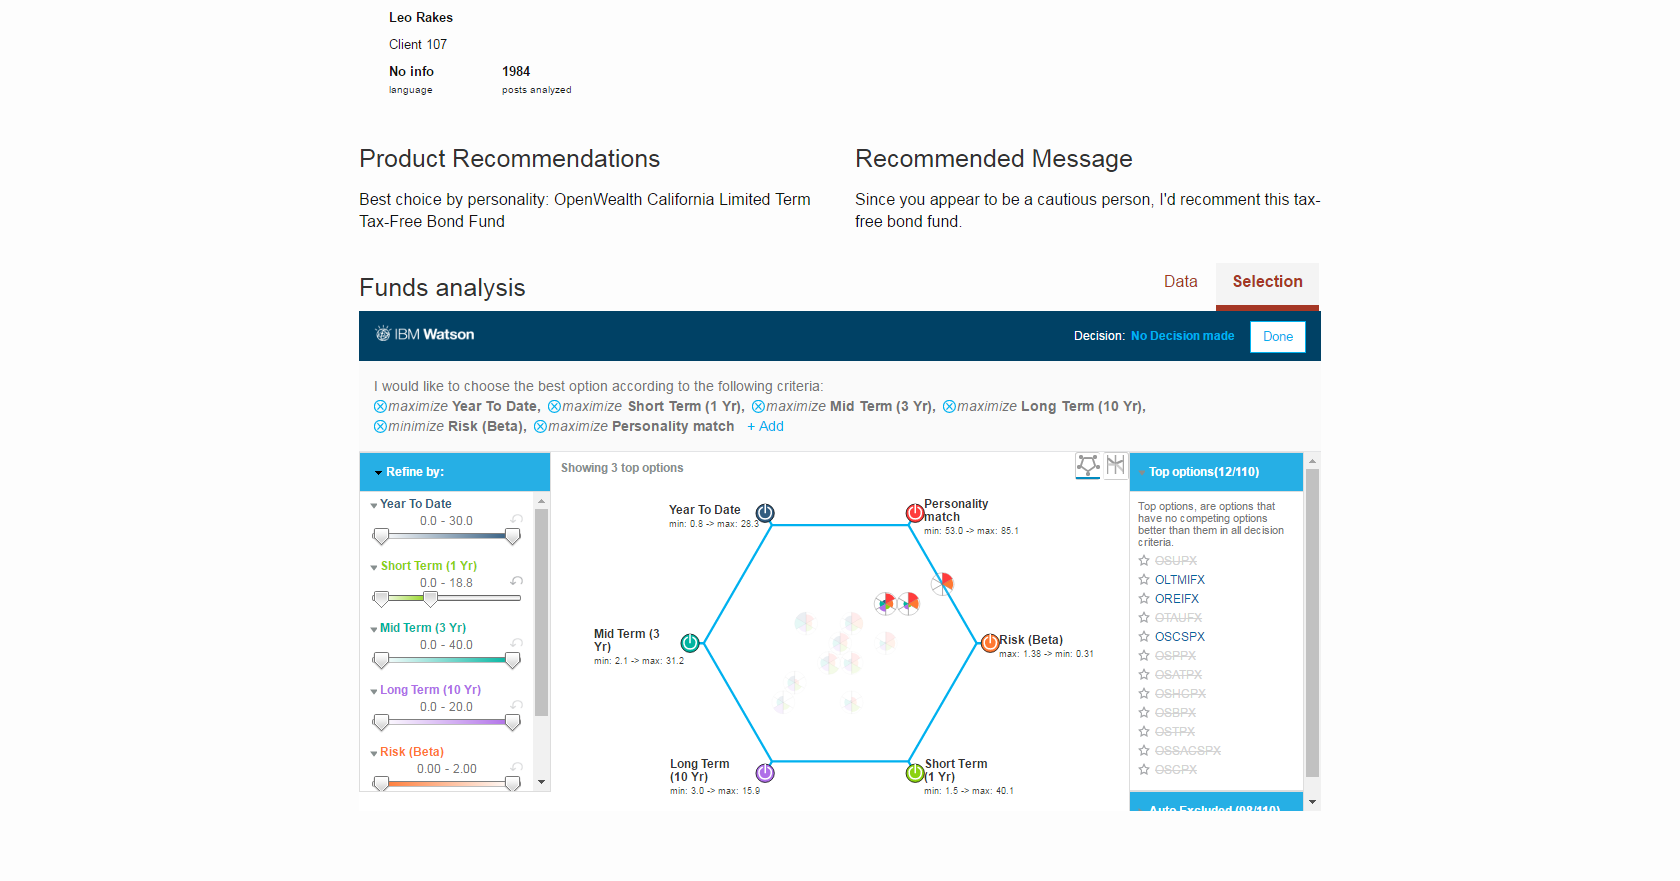 Leo Rakes
Client 107
No info 1984
language posts analyzed
Product Recommendations
Best choice by personality: OpenWealth California Limited Term
Tax-Free Bond Fund
Recommended Message
Since you appear to be a cautious person, I'd recomment this tax-
free bond fund.
Funds analysis
Data Selection
IBM Watson
Decision: No Decision made Done
I would like to choose the best option according to the following criteria:
maximize Year To Date, maximize Short Term (1 Yr), maximize Mid Term (3 Yr), maximize Long Term (10 Yr),
minimize Risk (Beta), maximize Personality match + Add
Refine by:
Year To Date
0.0 - 30.0
Short Term (1 Yr)
0.0 - 18.8
Mid Term (3 Yr)
0.0 - 40.0
Long Term (10 Yr)
0.0 - 20.0
Risk (Beta)
0.00 - 2.00
Showing 3 top options
Year To Date
min: 0.8 -> max: 28.3
Personality
match
min: 53.0 -> max: 85.1
Mid Term (3
Yr)
min: 2.1 -> max: 31.2
Risk (Beta)
max: 1.38 -> min: 0.31
Long Term
(10 Yr)
min: 3.0 -> max: 15.9
Short Term
(1 Yr)
min: 1.5 -> max: 40.1
Top options(12/110)
Top options, are options that
have no competing options
better than them in all decision
criteria.
OSUPX
OLTMIFX
OREIFX
OTAUFX
OSCSPX
OSPPX
OSATPX
OSHCPX
OSBPX
OSTPX
OSSACSPX
OSCPX
Auto Excluded (98/110)